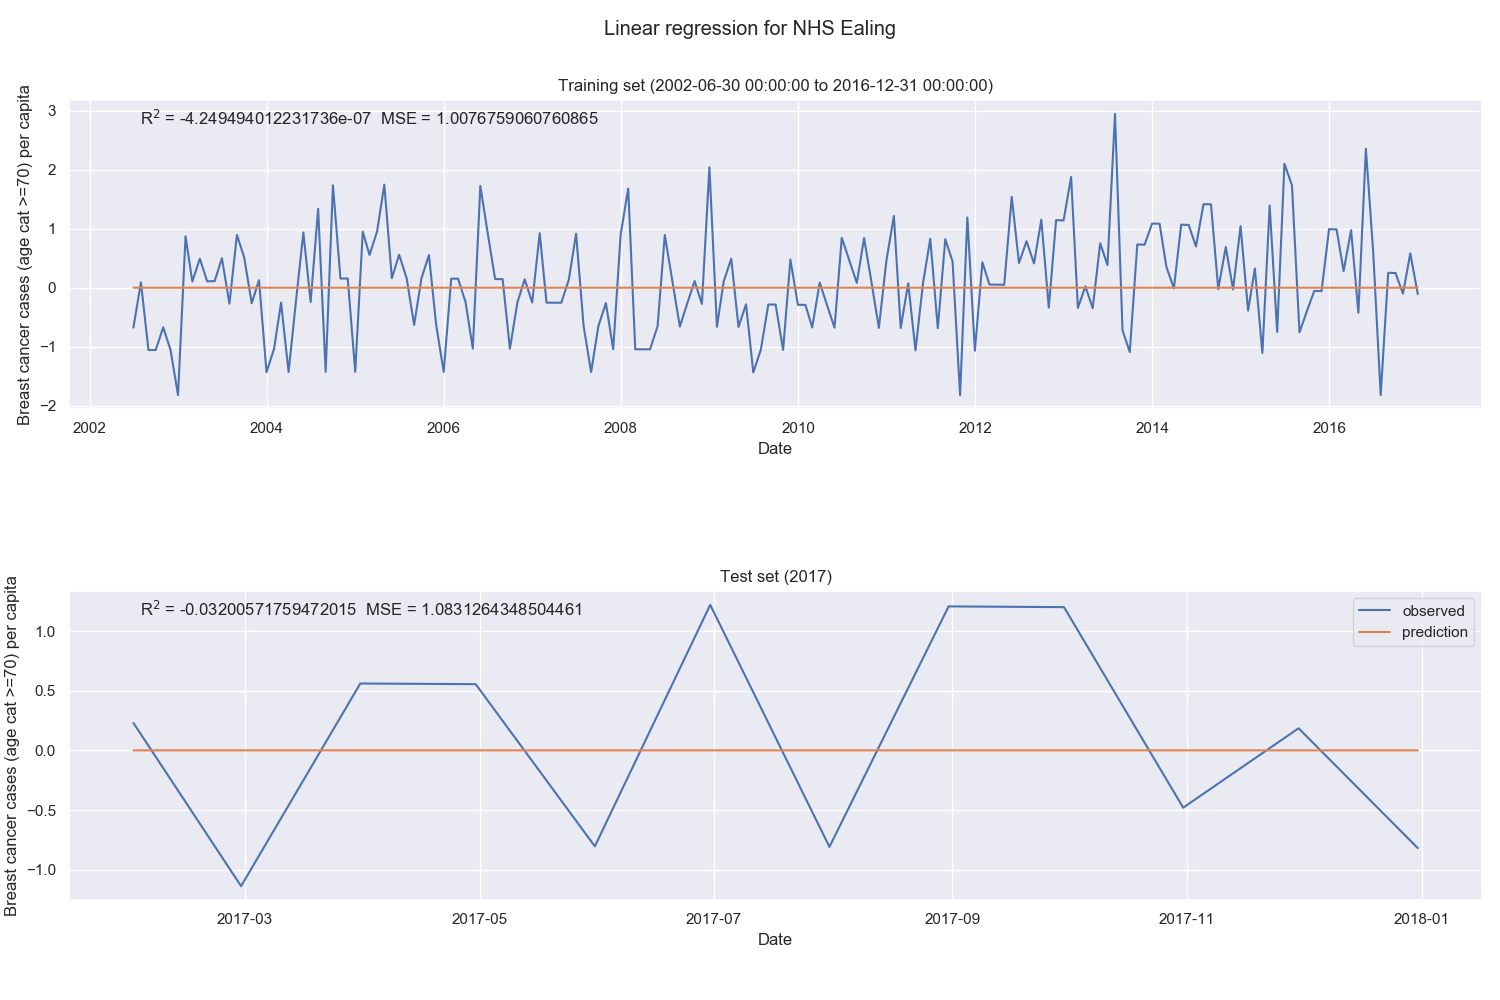 Linear regression for NHS Ealing
Training set (2002-06-30 00:00:00 to 2016-12-31 00:00:00)
R² = -4.249494012231736e-07  MSE = 1.0076759060760865
Breast cancer cases (age cat >=70) per capita
3
2
1
0
−1
−2
2002
2004
2006
2008
2010
2012
2014
2016
Date
Test set (2017)
R² = -0.03200571759472015  MSE = 1.0831264348504461
observed
prediction
Breast cancer cases (age cat >=70) per capita
1.0
0.5
0.0
−0.5
−1.0
2017-03
2017-05
2017-07
2017-09
2017-11
2018-01
Date